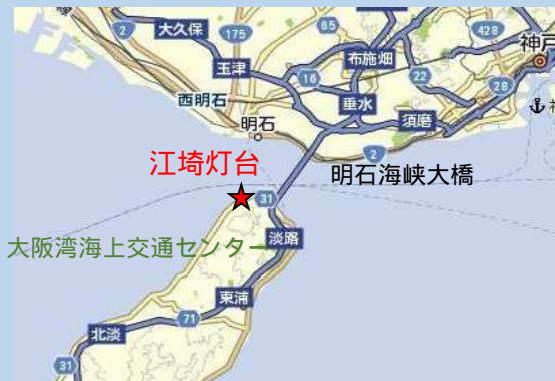 大久保
2
175
65
布施畑
428
神戸
玉津
16
22
28
西明石
垂水
明石
須磨
2
江埼灯台
明石海峡大橋
31
大阪湾海上交通センター
淡路
東浦
71
北淡
31